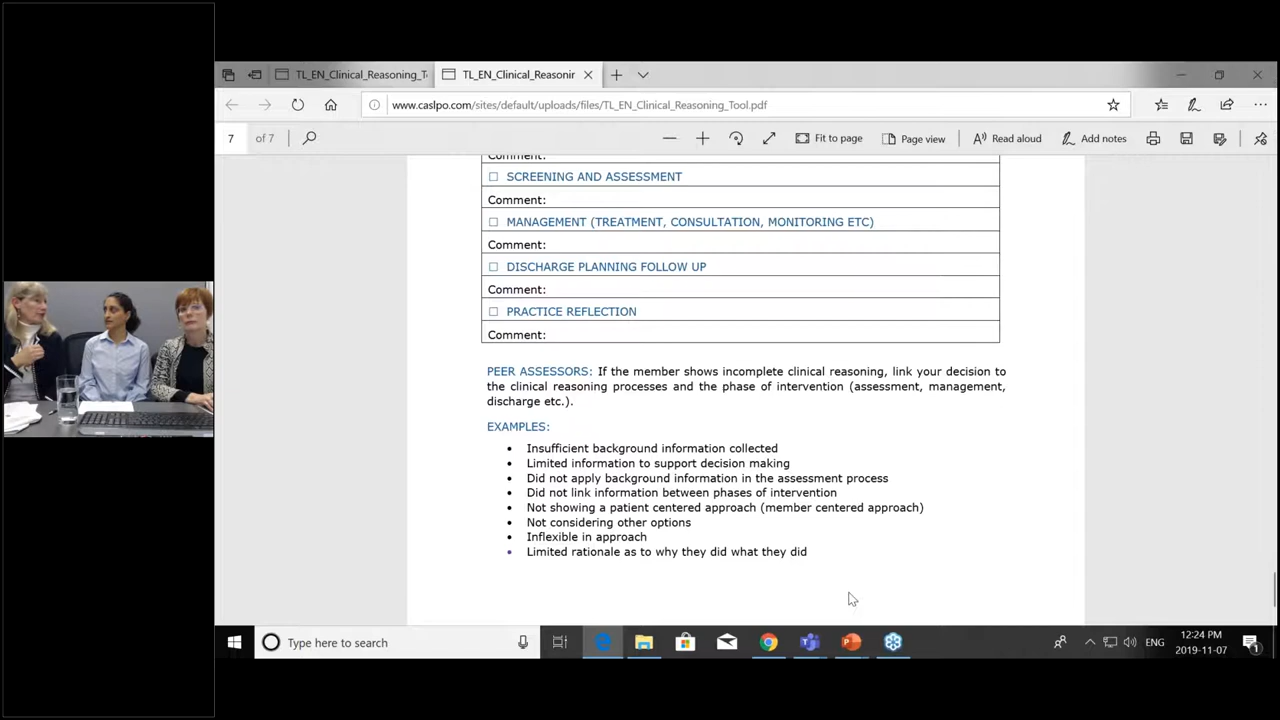 TL_EN_Clinical_Reasoning_T
TL_EN_Clinical_Reasonir
www.caslpo.com/sites/default/uploads/files/TL_EN_Clinical_Reasoning_Tool.pdf
7 of 7
Fit to page
Page view
Read aloud
Add notes
Comment:
SCREENING AND ASSESSMENT
Comment:
MANAGEMENT (TREATMENT, CONSULTATION, MONITORING ETC)
Comment:
DISCHARGE PLANNING FOLLOW UP
Comment:
PRACTICE REFLECTION
Comment:
PEER ASSESSORS: If the member shows incomplete clinical reasoning, link your decision to
the clinical reasoning processes and the phase of intervention (assessment, management,
discharge etc.).
EXAMPLES:
• Insufficient background information collected
• Limited information to support decision making
• Did not apply background information in the assessment process
• Did not link information between phases of intervention
• Not showing a patient centered approach (member centered approach)
• Not considering other options
• Inflexible in approach
• Limited rationale as to why they did what they did
Type here to search
ENG
12:24 PM
2019-11-07
1